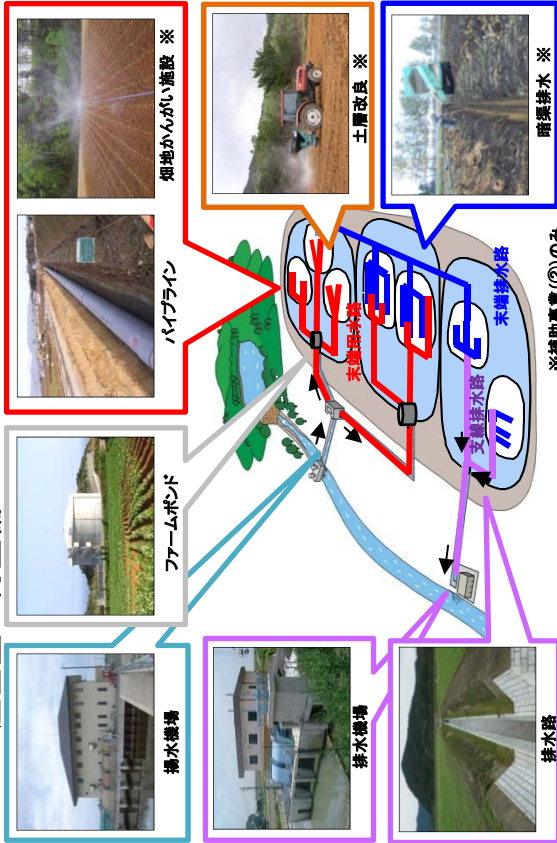 揚水機場
ファームポンド
パイプライン
畑地かんがい施設 ※
土層改良 ※
暗渠排水 ※
排水機場
排水路
末端用水路
末端排水路
支線排水路
※補助事業(②)のみ